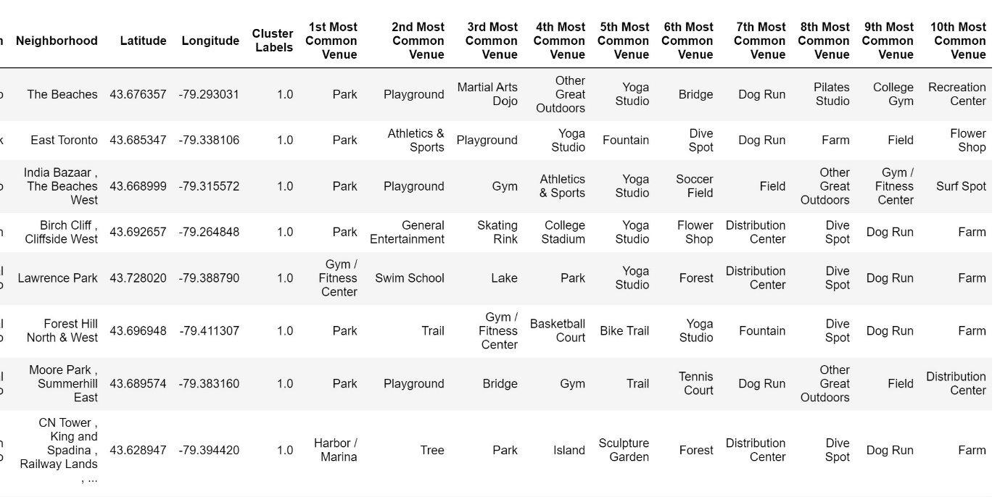 Neighborhood Latitude Longitude Cluster Labels 1st Most Common Venue 2nd Most Common Venue 3rd Most Common Venue 4th Most Common Venue 5th Most Common Venue 6th Most Common Venue 7th Most Common Venue 8th Most Common Venue 9th Most Common Venue 10th Most Common Venue
The Beaches 43.676357 -79.293031 1.0 Park Playground Martial Arts Dojo Other Great Outdoors Yoga Studio Bridge Dog Run Pilates Studio College Gym Recreation Center
East Toronto 43.685347 -79.338106 1.0 Park Athletics & Sports Playground Yoga Studio Fountain Dive Spot Dog Run Farm Field Flower Shop
India Bazaar , The Beaches West 43.668999 -79.315572 1.0 Park Playground Gym Athletics & Sports Yoga Studio Soccer Field Field Other Great Outdoors Gym / Fitness Center Surf Spot
Birch Cliff , Cliffside West 43.692657 -79.264848 1.0 Park General Entertainment Skating Rink College Stadium Yoga Studio Flower Shop Distribution Center Dive Spot Dog Run Farm
Lawrence Park 43.728020 -79.388790 1.0 Gym / Fitness Center Swim School Lake Park Yoga Studio Forest Distribution Center Dive Spot Dog Run Farm
Forest Hill North & West 43.696948 -79.411307 1.0 Park Trail Gym / Fitness Center Basketball Court Bike Trail Yoga Studio Fountain Dive Spot Dog Run Farm
Moore Park , Summerhill East 43.689574 -79.383160 1.0 Park Playground Bridge Gym Trail Tennis Court Dog Run Other Great Outdoors Field Distribution Center
CN Tower , King and Spadina , Railway Lands , ... 43.628947 -79.394420 1.0 Harbor / Marina Tree Park Island Sculpture Garden Forest Distribution Center Dive Spot Dog Run Farm